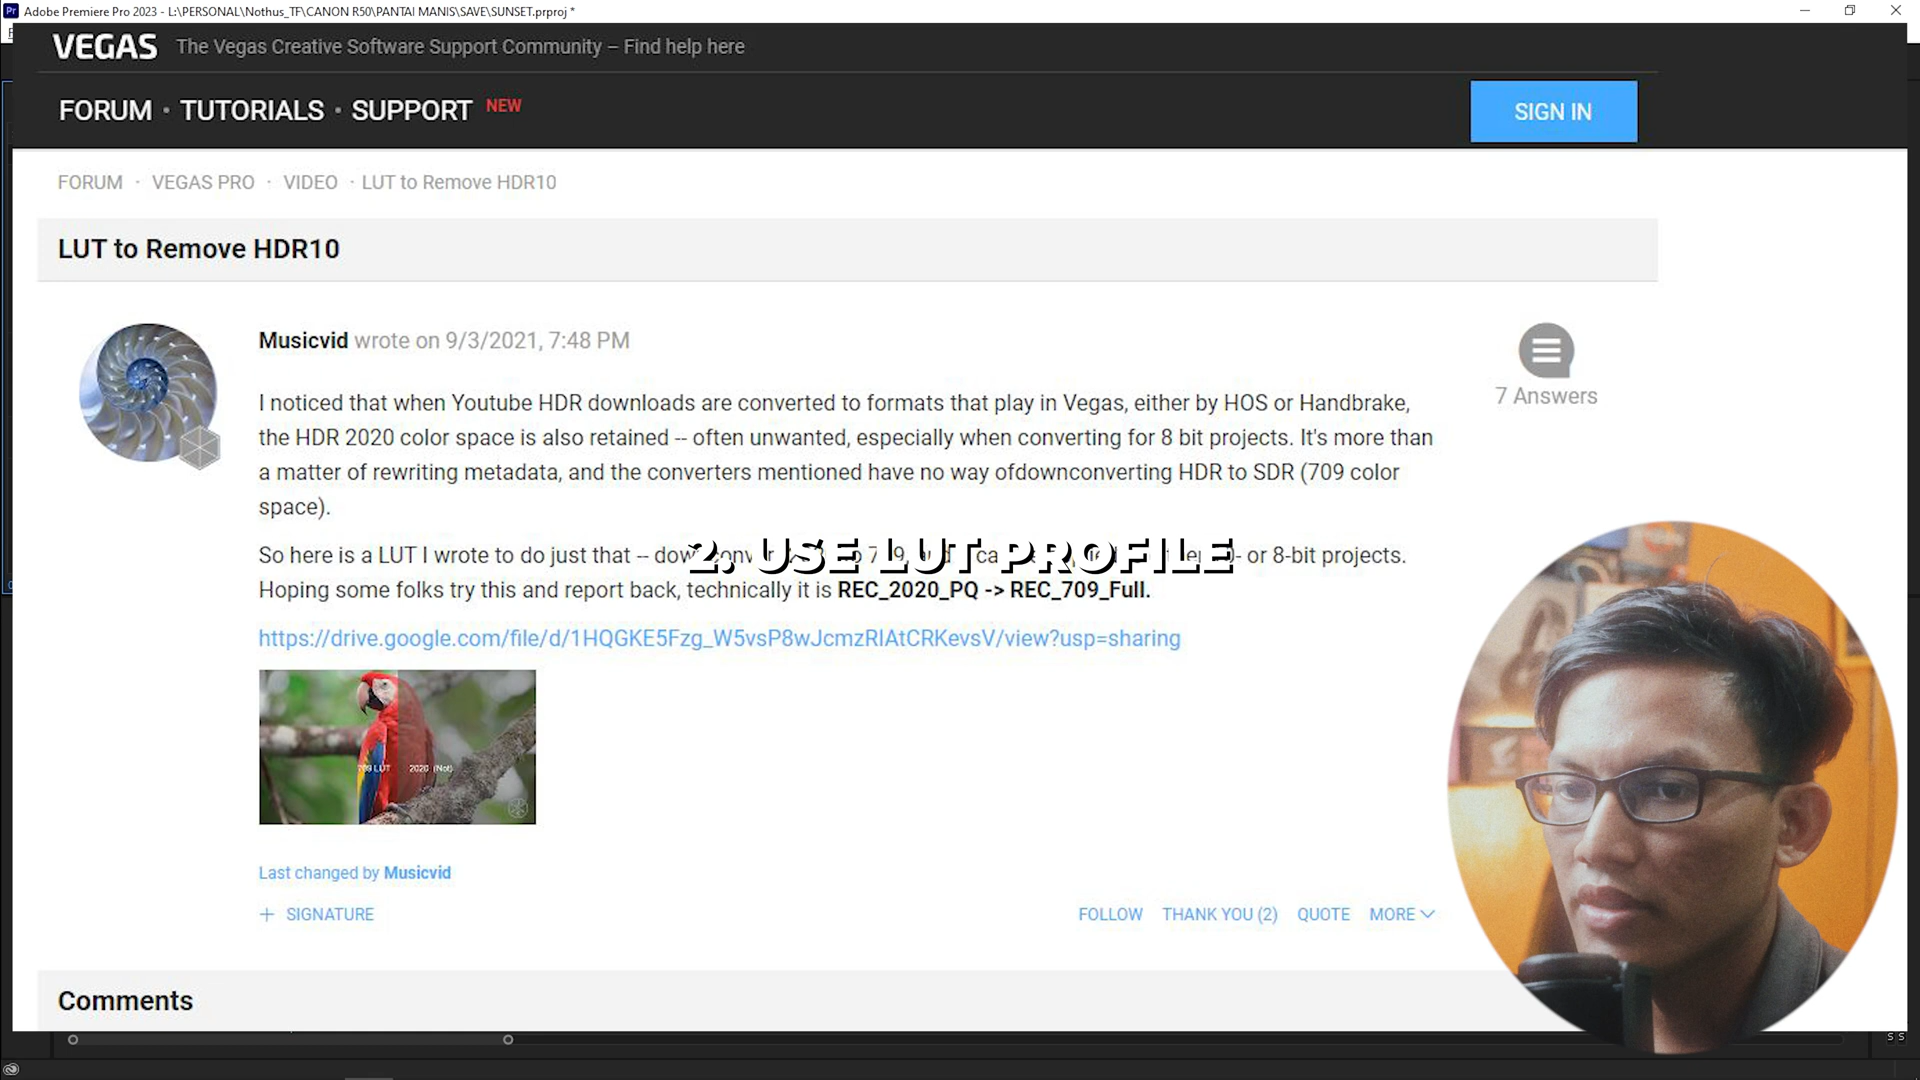 Pr Adobe Premiere Pro 2023 - L:\PERSONAL\Nothus_TF\CANON R50\PANTAI MANIS\SAVE\SUNSET.prproj *
VEGAS The Vegas Creative Software Support Community – Find help here
FORUM · TUTORIALS · SUPPORT NEW
SIGN IN
FORUM · VEGAS PRO · VIDEO · LUT to Remove HDR10
LUT to Remove HDR10
Musicvid wrote on 9/3/2021, 7:48 PM
7 Answers
I noticed that when Youtube HDR downloads are converted to formats that play in Vegas, either by HOS or Handbrake,
the HDR 2020 color space is also retained -- often unwanted, especially when converting for 8 bit projects. It's more than
a matter of rewriting metadata, and the converters mentioned have no way ofdownconverting HDR to SDR (709 color
space).
So here is a LUT I wrote to do just that -- or 8-bit projects.
2. USE LUT PROFILE
Hoping some folks try this and report back, technically it is REC_2020_PQ -> REC_709_Full.
https://drive.google.com/file/d/1HQGKE5Fzg_W5vsP8wJcmzRIAtCRKevsV/view?usp=sharing
709 LUT 2020 (Not)
Last changed by Musicvid
+ SIGNATURE
FOLLOW THANK YOU (2) QUOTE MORE
Comments
S S